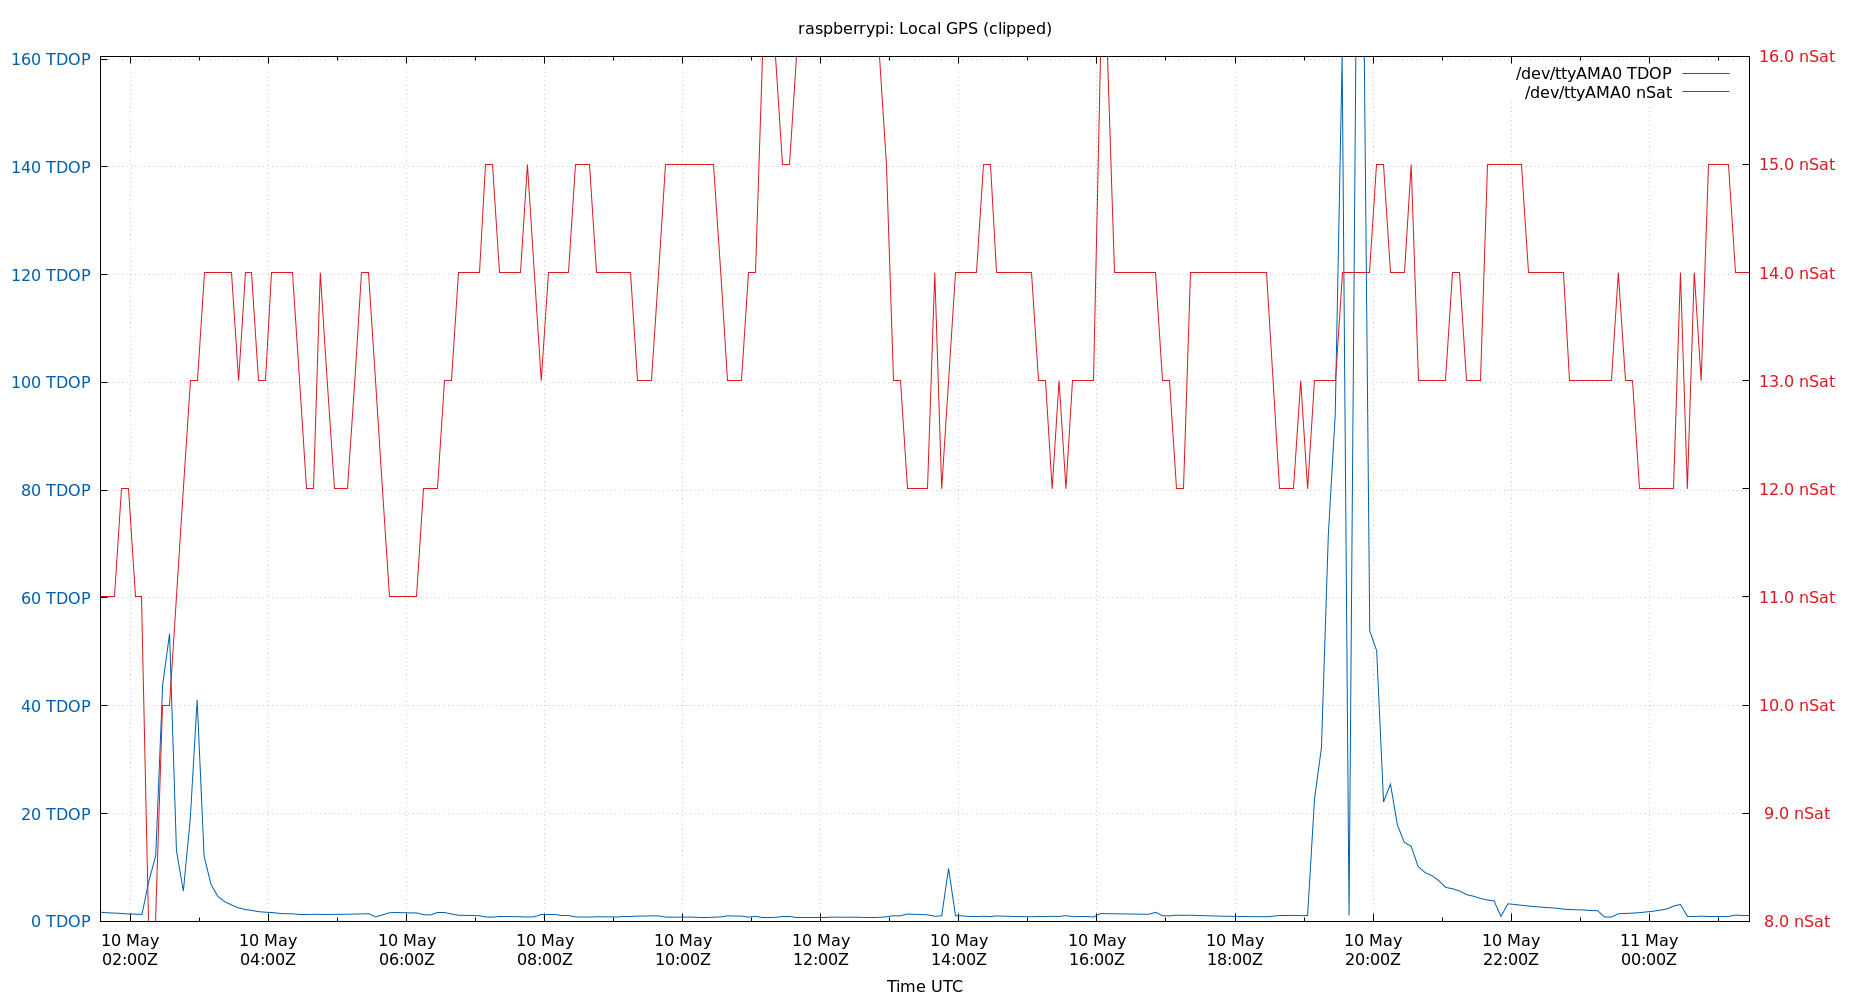 raspberrypi: Local GPS (clipped)
160 TDOP
140 TDOP
120 TDOP
100 TDOP
80 TDOP
60 TDOP
40 TDOP
20 TDOP
0 TDOP
16.0 nSat
15.0 nSat
14.0 nSat
13.0 nSat
12.0 nSat
11.0 nSat
10.0 nSat
9.0 nSat
8.0 nSat
/dev/ttyAMA0 TDOP
/dev/ttyAMA0 nSat
10 May
02:00Z
10 May
04:00Z
10 May
06:00Z
10 May
08:00Z
10 May
10:00Z
10 May
12:00Z
10 May
14:00Z
10 May
16:00Z
10 May
18:00Z
10 May
20:00Z
10 May
22:00Z
11 May
00:00Z
Time UTC